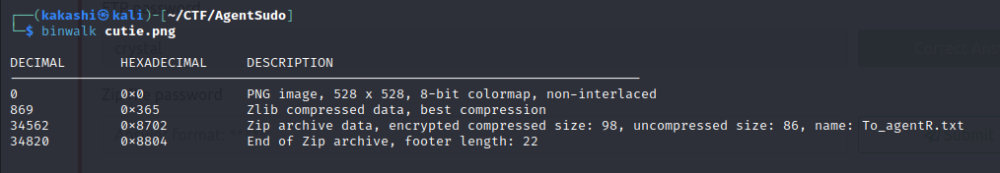 ┌──(kakashi㉿kali)-[~/CTF/AgentSudo]
└─$ binwalk cutie.png
DECIMAL HEXADECIMAL DESCRIPTION
0 0x0 PNG image, 528 x 528, 8-bit colormap, non-interlaced
869 0x365 Zlib compressed data, best compression
34562 0x8702 Zip archive data, encrypted compressed size: 98, uncompressed size: 86, name: To_agentR.txt
34820 0x8804 End of Zip archive, footer length: 22